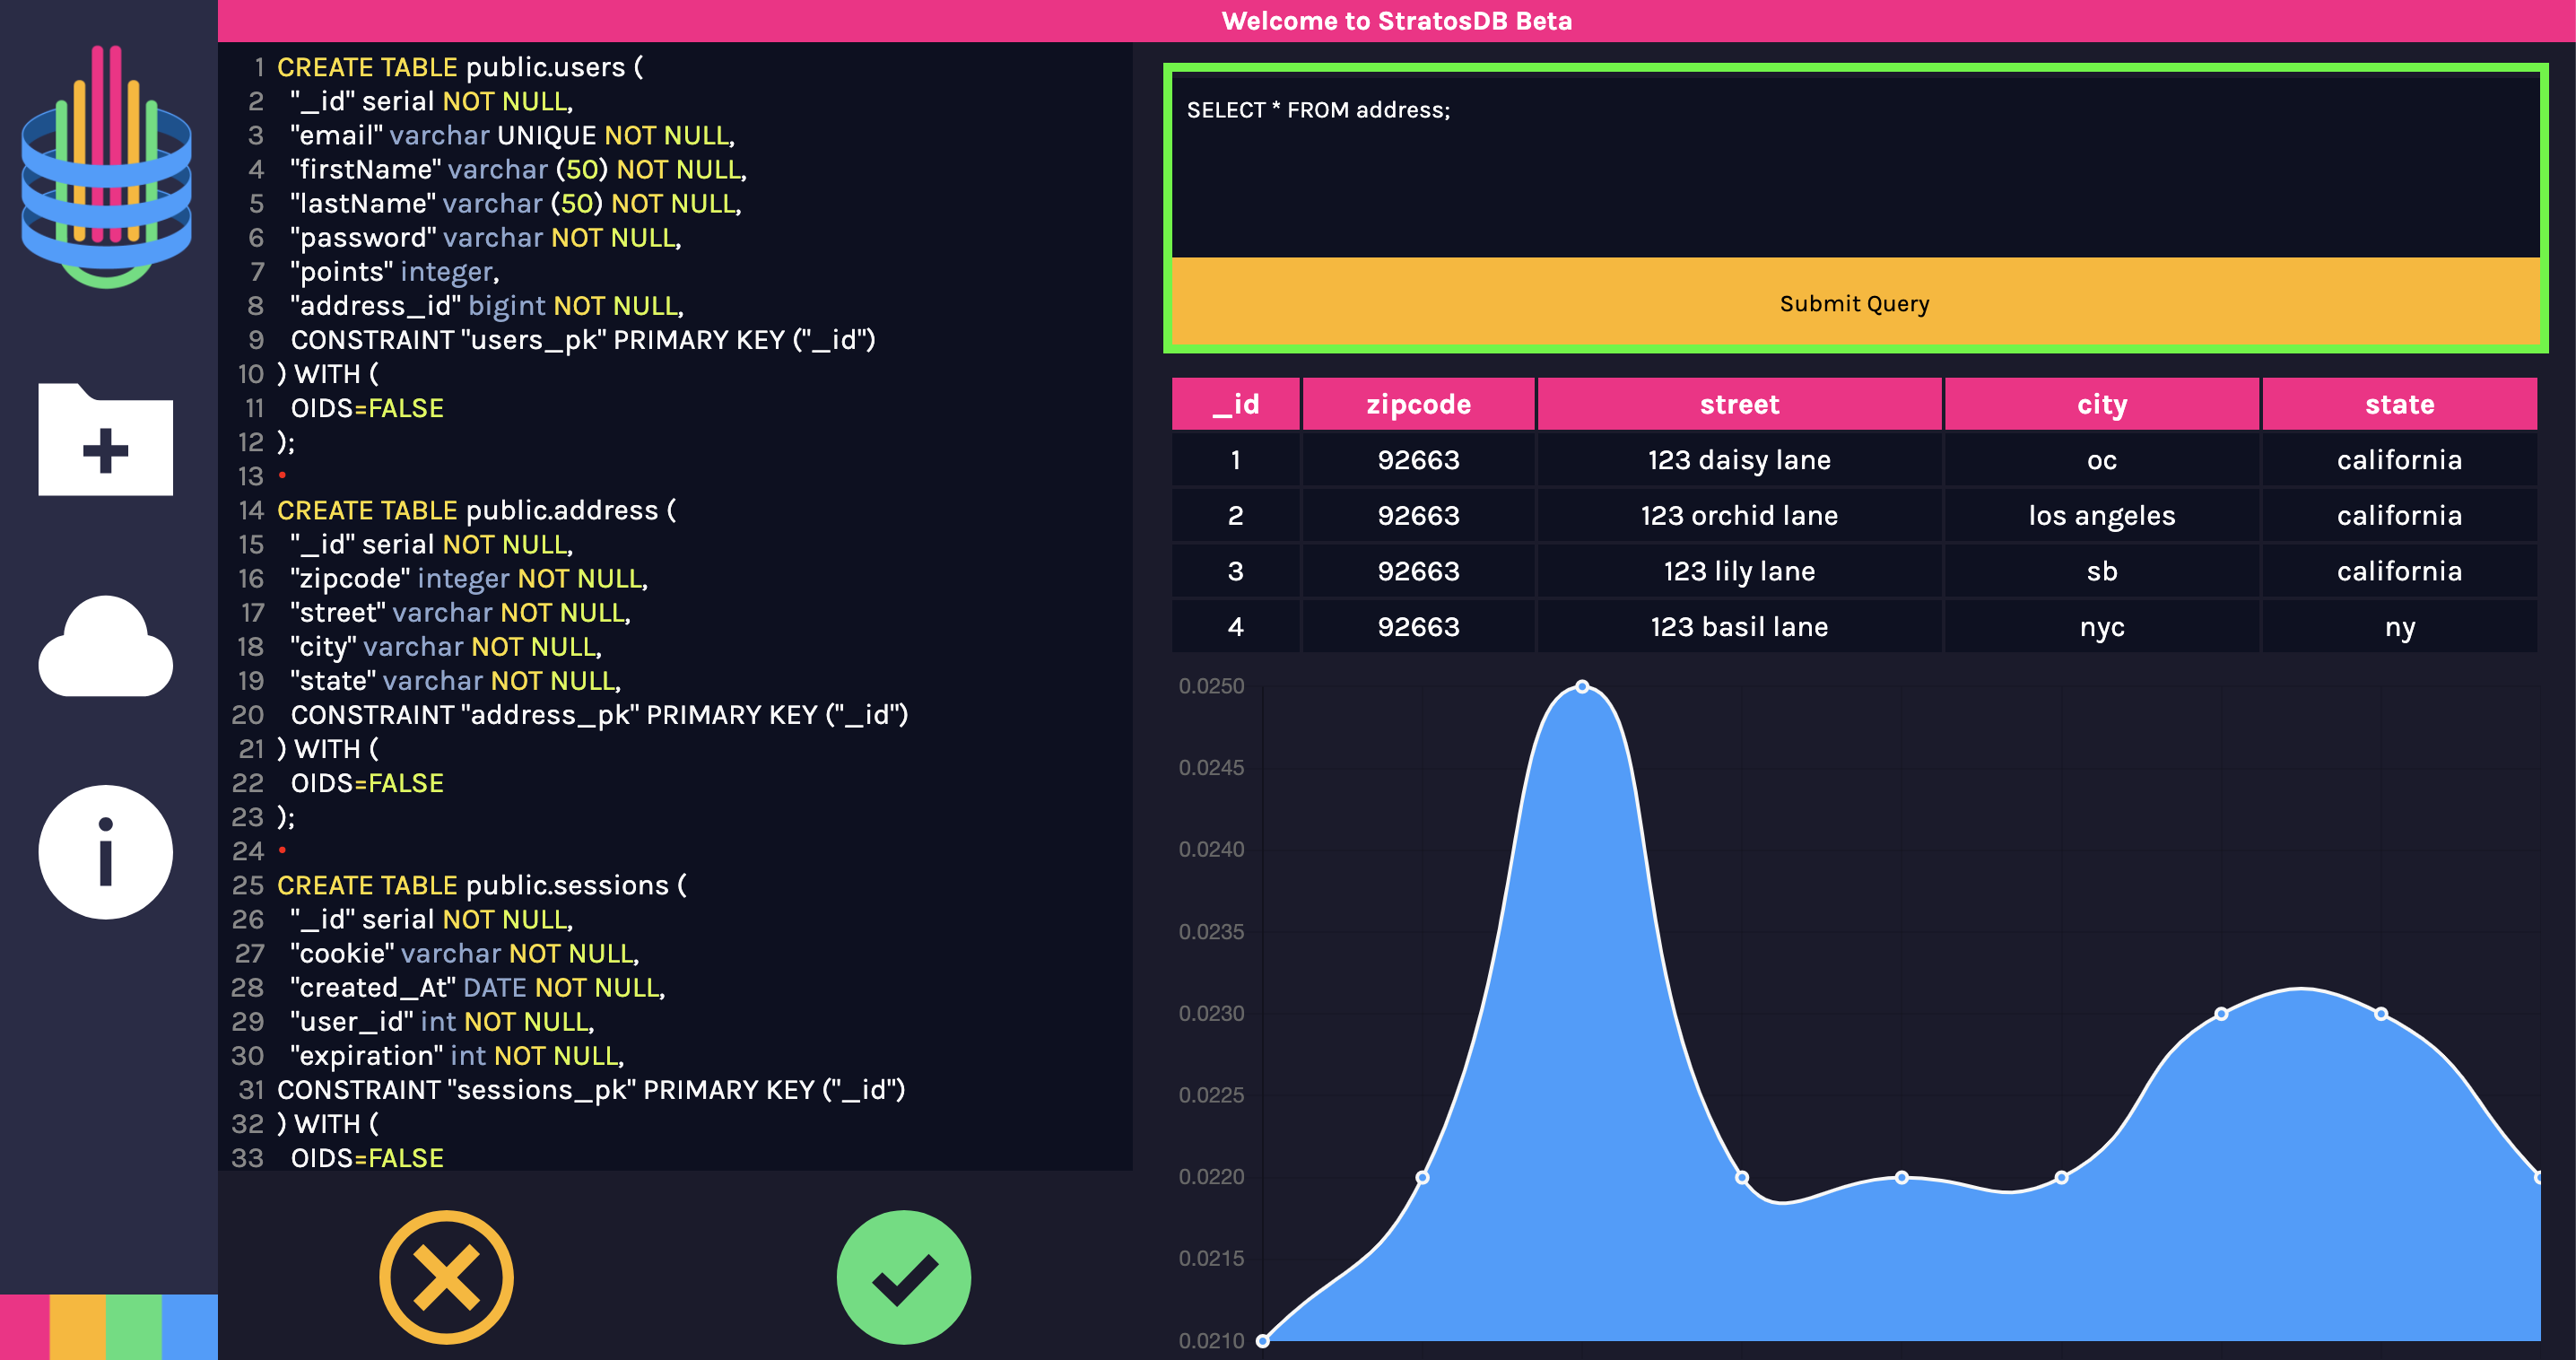 Welcome to StratosDB Beta
1 CREATE TABLE public.users (
2 "_id" serial NOT NULL,
3 "email" varchar UNIQUE NOT NULL,
4 "firstName" varchar (50) NOT NULL,
5 "lastName" varchar (50) NOT NULL,
6 "password" varchar NOT NULL,
7 "points" integer,
8 "address_id" bigint NOT NULL,
9 CONSTRAINT "users_pk" PRIMARY KEY ("_id")
10 ) WITH (
11 OIDS=FALSE
12 );
13 •
14 CREATE TABLE public.address (
15 "_id" serial NOT NULL,
16 "zipcode" integer NOT NULL,
17 "street" varchar NOT NULL,
18 "city" varchar NOT NULL,
19 "state" varchar NOT NULL,
20 CONSTRAINT "address_pk" PRIMARY KEY ("_id")
21 ) WITH (
22 OIDS=FALSE
23 );
24 •
25 CREATE TABLE public.sessions (
26 "_id" serial NOT NULL,
27 "cookie" varchar NOT NULL,
28 "created_At" DATE NOT NULL,
29 "user_id" int NOT NULL,
30 "expiration" int NOT NULL,
31 CONSTRAINT "sessions_pk" PRIMARY KEY ("_id")
32 ) WITH (
33 OIDS=FALSE
SELECT * FROM address;
Submit Query
_id zipcode street city state
1 92663 123 daisy lane oc california
2 92663 123 orchid lane los angeles california
3 92663 123 lily lane sb california
4 92663 123 basil lane nyc ny
0.0250
0.0245
0.0240
0.0235
0.0230
0.0225
0.0220
0.0215
0.0210